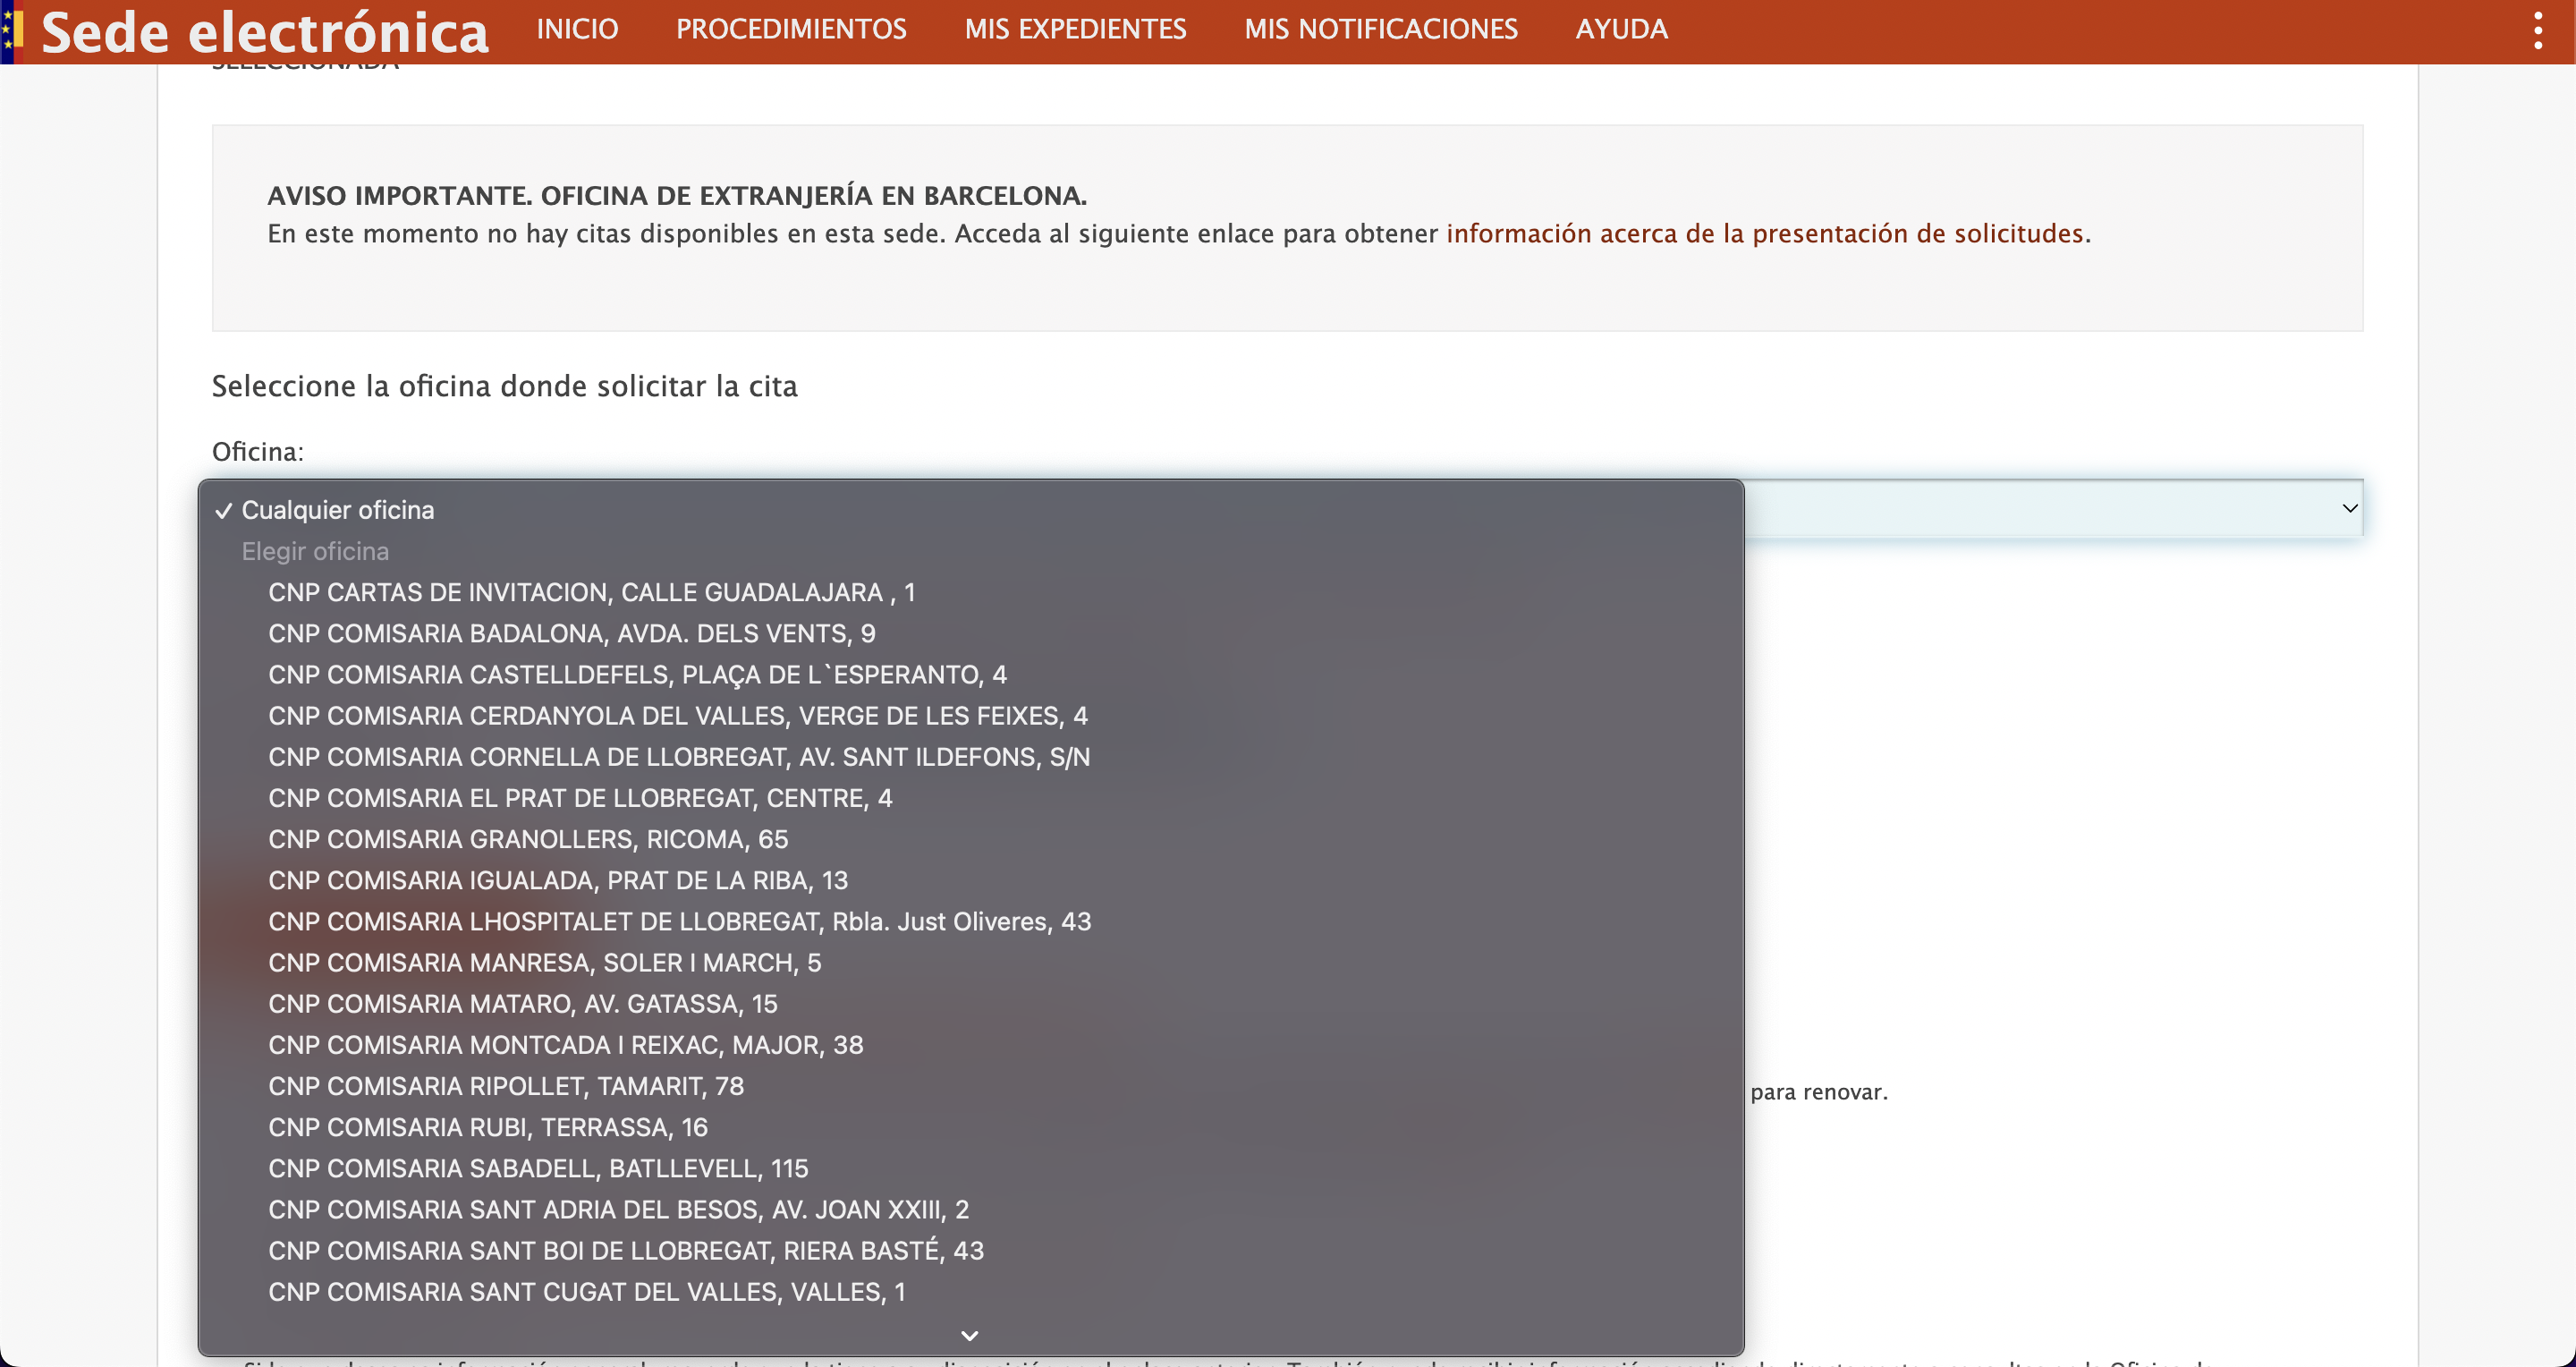 Sede electrónica INICIO PROCEDIMIENTOS MIS EXPEDIENTES MIS NOTIFICACIONES AYUDA
SELECCIONADA
AVISO IMPORTANTE. OFICINA DE EXTRANJERÍA EN BARCELONA.
En este momento no hay citas disponibles en esta sede. Acceda al siguiente enlace para obtener información acerca de la presentación de solicitudes.
Seleccione la oficina donde solicitar la cita
Oficina:
✓ Cualquier oficina
Elegir oficina
CNP CARTAS DE INVITACION, CALLE GUADALAJARA , 1
CNP COMISARIA BADALONA, AVDA. DELS VENTS, 9
CNP COMISARIA CASTELLDEFELS, PLAÇA DE L`ESPERANTO, 4
CNP COMISARIA CERDANYOLA DEL VALLES, VERGE DE LES FEIXES, 4
CNP COMISARIA CORNELLA DE LLOBREGAT, AV. SANT ILDEFONS, S/N
CNP COMISARIA EL PRAT DE LLOBREGAT, CENTRE, 4
CNP COMISARIA GRANOLLERS, RICOMA, 65
CNP COMISARIA IGUALADA, PRAT DE LA RIBA, 13
CNP COMISARIA LHOSPITALET DE LLOBREGAT, Rbla. Just Oliveres, 43
CNP COMISARIA MANRESA, SOLER I MARCH, 5
CNP COMISARIA MATARO, AV. GATASSA, 15
CNP COMISARIA MONTCADA I REIXAC, MAJOR, 38
CNP COMISARIA RIPOLLET, TAMARIT, 78
para renovar.
CNP COMISARIA RUBI, TERRASSA, 16
CNP COMISARIA SABADELL, BATLLEVELL, 115
CNP COMISARIA SANT ADRIA DEL BESOS, AV. JOAN XXIII, 2
CNP COMISARIA SANT BOI DE LLOBREGAT, RIERA BASTÉ, 43
CNP COMISARIA SANT CUGAT DEL VALLES, VALLES, 1